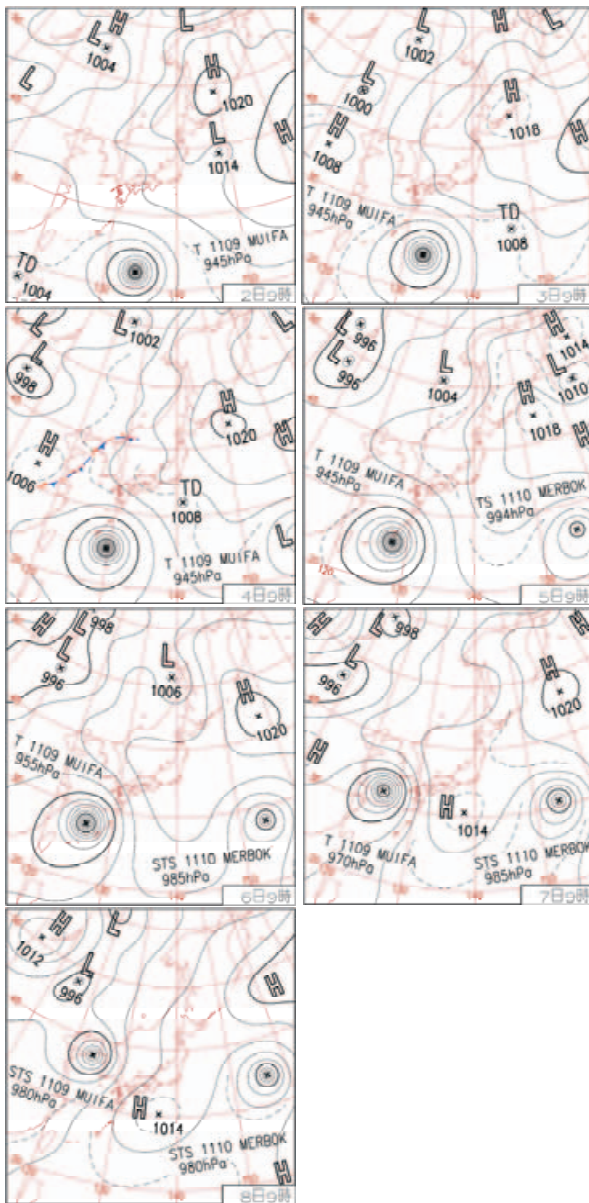 L
L
1004
L
H
1020
L
1014
H
T 1109 MUIFA
945hPa
TD
1004
2日9時
L
1002
H
L
1000
H
1018
H
H
1008
T 1109 MUIFA
945hPa
TD
1008
3日9時
L
1002
L
L
L
998
H
1020
H
H
1006
TD
1008
T 1109 MUIFA
945hPa
L
4日9時
L
996
L
996
L
1004
H
1014
L
1010
H
1018
H
T 1109 MUIFA
945hPa
TS 1110 MERBOK
994hPa
5日9時
H
L
998
L
996
L
1006
H
1020
T 1109 MUIFA
955hPa
STS 1110 MERBOK
985hPa
6日9時
H
L
998
H
L
996
H
1020
H
H
1014
T 1109 MUIFA
970hPa
STS 1110 MERBOK
985hPa
7日9時
H
1012
L
L
996
H
STS 1109 MUIFA
980hPa
H
1014
STS 1110 MERBOK
980hPa
H
8日9時